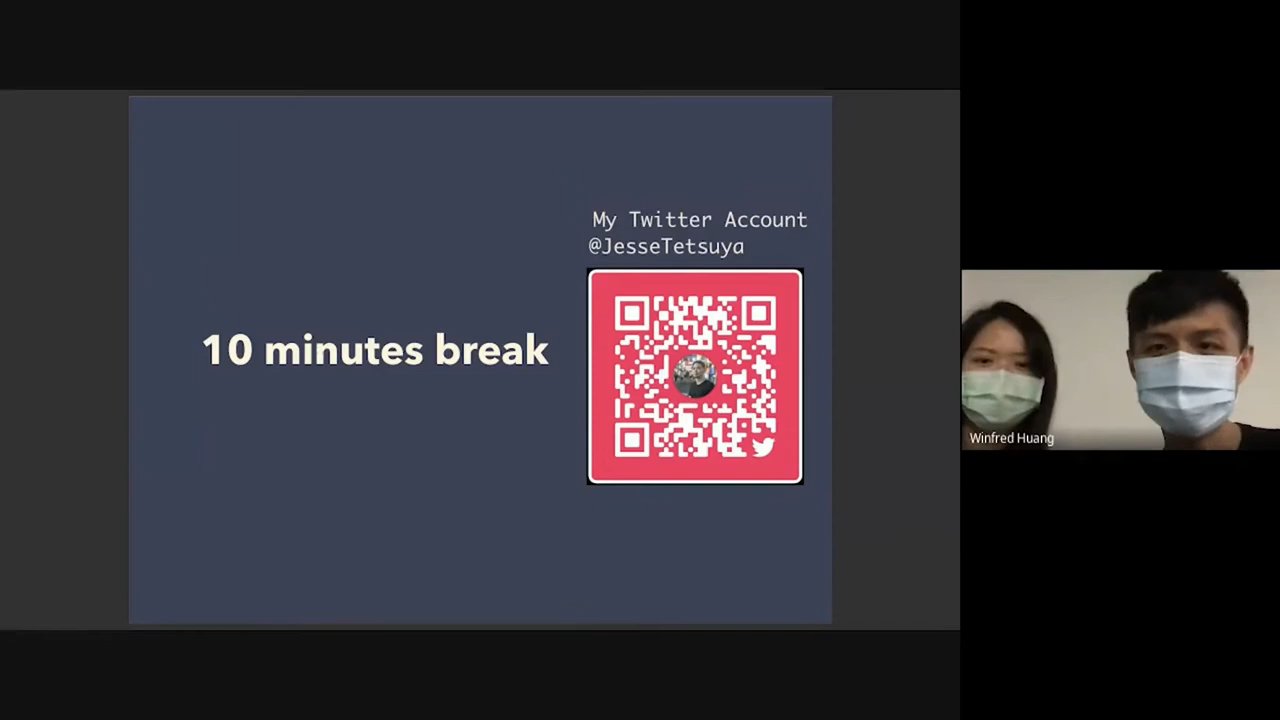 My Twitter Account
@JesseTetsuya
10 minutes break
Winfred Huang